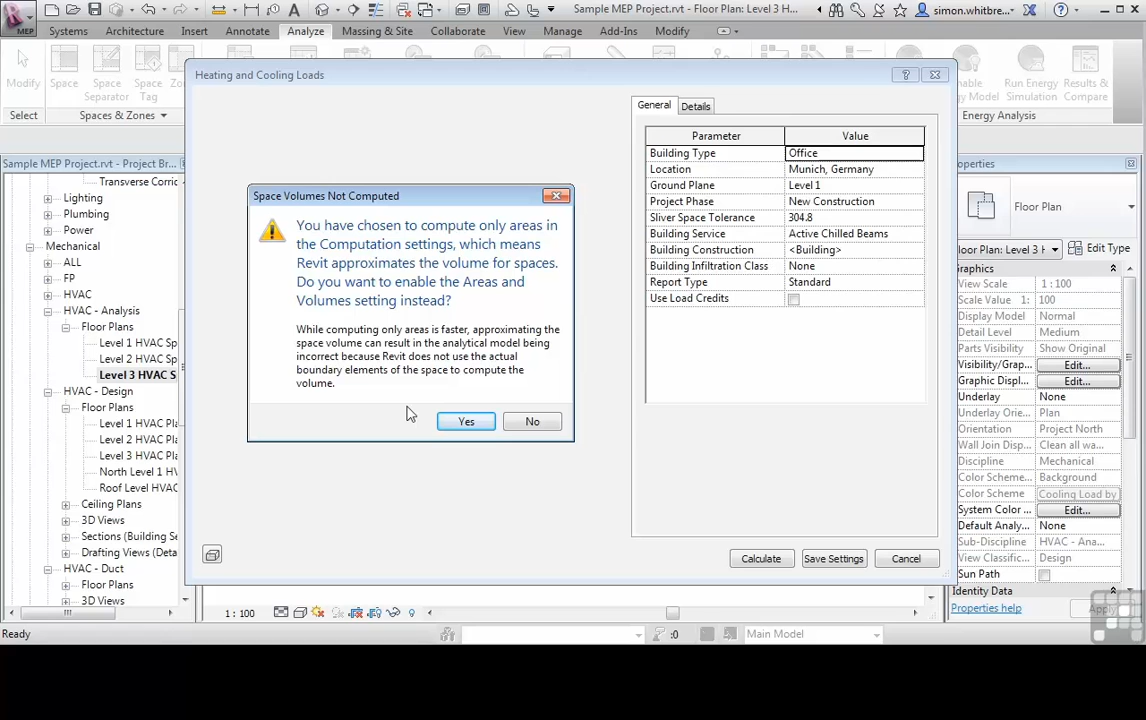 Sample MEP Project.rvt - Floor Plan: Level 3 H...
simon.whitbre...
MEP
Systems Architecture Insert Annotate Analyze Massing & Site Collaborate View Manage Add-Ins Modify
Modify
Space
Space Separator
Space Tag
Run Energy Simulation
Results & Compare
Select
Spaces & Zones
Energy Analysis
Heating and Cooling Loads
General Details
Parameter Value
Building Type Office
Location Munich, Germany
Ground Plane Level 1
Project Phase New Construction
Sliver Space Tolerance 304.8
Building Service Active Chilled Beams
Building Construction <Building>
Building Infiltration Class None
Report Type Standard
Use Load Credits
Calculate Save Settings Cancel
Space Volumes Not Computed
You have chosen to compute only areas in
the Computation settings, which means
Revit approximates the volume for spaces.
Do you want to enable the Areas and
Volumes setting instead?
While computing only areas is faster, approximating the
space volume can result in the analytical model being
incorrect because Revit does not use the actual
boundary elements of the space to compute the
volume.
Yes No
Sample MEP Project.rvt - Project Br...
Transverse Corric
Lighting
Plumbing
Power
Mechanical
ALL
FP
HVAC
HVAC - Analysis
Floor Plans
Level 1 HVAC Sp
Level 2 HVAC Sp
Level 3 HVAC S
HVAC - Design
Floor Plans
Level 1 HVAC Pla
Level 2 HVAC Pla
Level 3 HVAC Pla
North Level 1 HV
Roof Level HVAC
Ceiling Plans
3D Views
Sections (Building Se
Drafting Views (Deta
HVAC - Duct
Floor Plans
3D Views
roperties
Floor Plan
loor Plan: Level 3 H Edit Type
Graphics
View Scale 1 : 100
Scale Value 1: 100
Display Model Normal
Detail Level Medium
Parts Visibility Show Original
Visibility/Grap... Edit...
Graphic Displ... Edit...
Underlay None
Underlay Orie... Plan
Orientation Project North
Wall Join Disp... Clean all wa...
Discipline Mechanical
Color Scheme Background
Color Scheme Cooling Load by
System Color ... Edit...
Default Analy... None
Sub-Discipline HVAC - Ana...
View Classific... Design
Sun Path
Identity Data
Properties help Apply
1 : 100
Ready
:0
Main Model